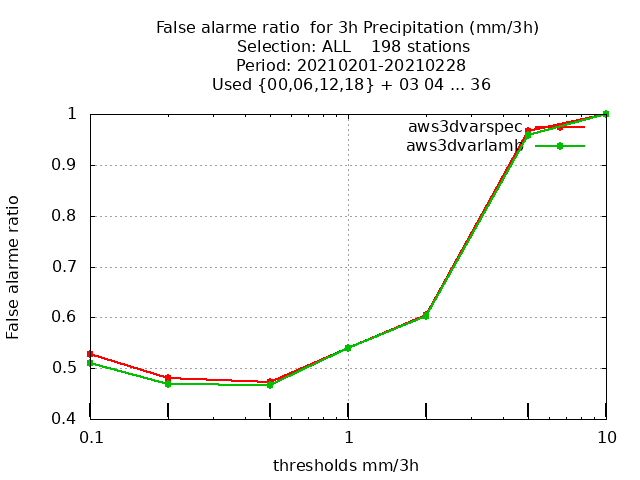 False alarme ratio  for 3h Precipitation (mm/3h)
Selection: ALL    198 stations
Period: 20210201-20210228
Used {00,06,12,18} + 03 04 ... 36
aws3dvarspec
aws3dvarlamb
1
0.9
0.8
0.7
0.6
0.5
0.4
False alarme ratio
0.1 1 10
thresholds mm/3h